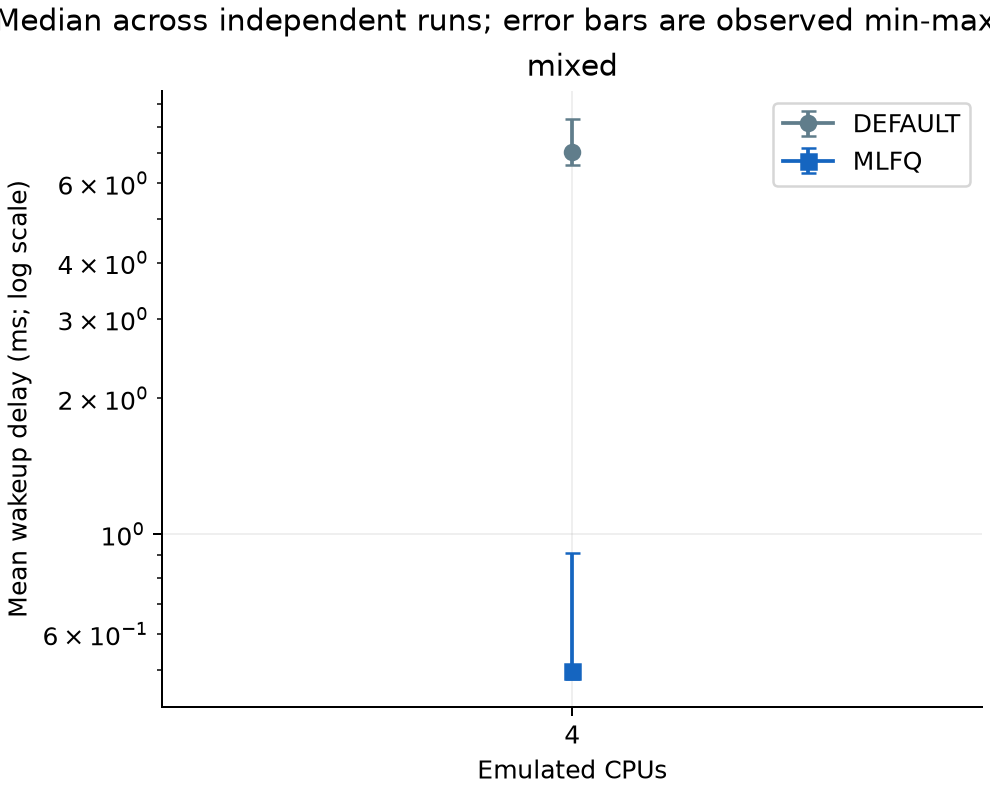 Median across independent runs; error bars are observed min-max
mixed
DEFAULT
MLFQ
Mean wakeup delay (ms; log scale)
6 × 10⁰
4 × 10⁰
3 × 10⁰
2 × 10⁰
10⁰
6 × 10⁻¹
4
Emulated CPUs